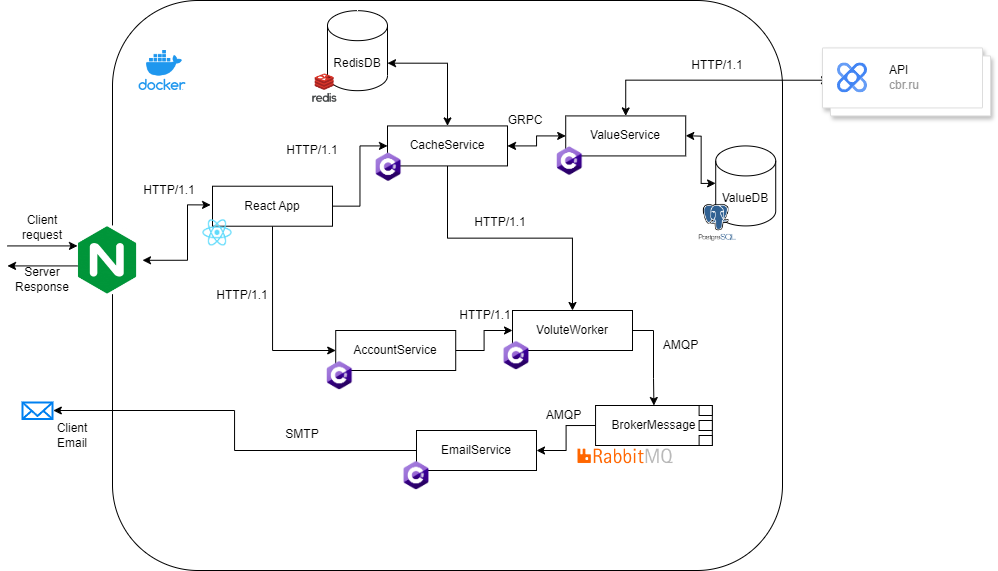 docker
RedisDB
redis
HTTP/1.1
API
cbr.ru
GRPC
CacheService
ValueService
HTTP/1.1
HTTP/1.1
React App
ValueDB
PostgreSQL
Client
request
HTTP/1.1
N
Server
Response
HTTP/1.1
HTTP/1.1
VoluteWorker
AccountService
AMQP
Client
Email
SMTP
AMQP
BrokerMessage
EmailService
RabbitMQ